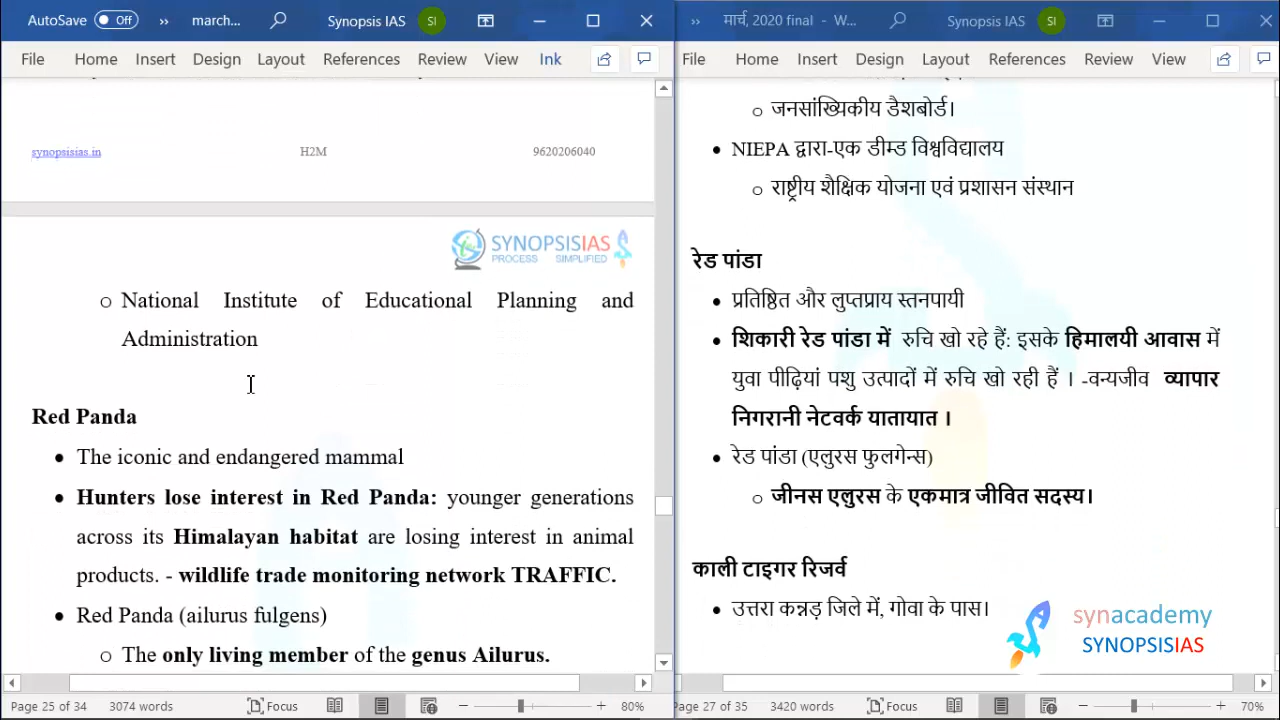 AutoSave Off march... Synopsis IAS SI
File Home Insert Design Layout References Review View Ink
synopsisias.in H2M 9620206040
SYNOPSISIAS
PROCESS SIMPLIFIED
o National Institute of Educational Planning and
Administration
Red Panda
• The iconic and endangered mammal
• Hunters lose interest in Red Panda: younger generations
across its Himalayan habitat are losing interest in animal
products. - wildlife trade monitoring network TRAFFIC.
• Red Panda (ailurus fulgens)
o The only living member of the genus Ailurus.
Page 25 of 34 3074 words Focus 80%
मार्च, 2020 final - W... Synopsis IAS SI
File Home Insert Design Layout References Review View
o जनसांख्यिकीय डैशबोर्ड।
• NIEPA द्वारा-एक डीम्ड विश्वविद्यालय
o राष्ट्रीय शैक्षिक योजना एवं प्रशासन संस्थान
रेड पांडा
• प्रतिष्ठित और लुप्तप्राय स्तनपायी
• शिकारी रेड पांडा में रुचि खो रहे हैं: इसके हिमालयी आवास में
युवा पीढ़ियां पशु उत्पादों में रुचि खो रही हैं । -वन्यजीव व्यापार
निगरानी नेटवर्क यातायात ।
• रेड पांडा (एलुरस फुलगेन्स)
o जीनस एलुरस के एकमात्र जीवित सदस्य।
काली टाइगर रिजर्व
• उत्तरा कन्नड़ जिले में, गोवा के पास।
synacademy
SYNOPSISIAS
Page 27 of 35 3420 words Focus 70%